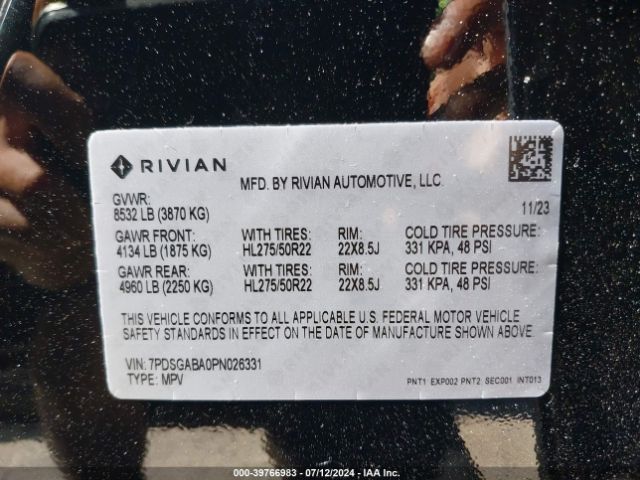 RIVIAN
MFD. BY RIVIAN AUTOMOTIVE, LLC
GVWR:
8532 LB (3870 KG)
11/23
GAWR FRONT: WITH TIRES: RIM: COLD TIRE PRESSURE:
4134 LB (1875 KG) HL275/50R22 22X8.5J 331 KPA, 48 PSI
GAWR REAR: WITH TIRES: RIM: COLD TIRE PRESSURE:
4960 LB (2250 KG) HL275/50R22 22X8.5J 331 KPA, 48 PSI
THIS VEHICLE CONFORMS TO ALL APPLICABLE U.S. FEDERAL MOTOR VEHICLE
SAFETY STANDARDS IN EFFECT ON THE DATE OF MANUFACTURE SHOWN ABOVE.
VIN: 7PDSGABA0PN026331
TYPE: MPV
PNT1 EXP002 PNT2 SEC001 INT013
000-39766983 - 07/12/2024 - IAA